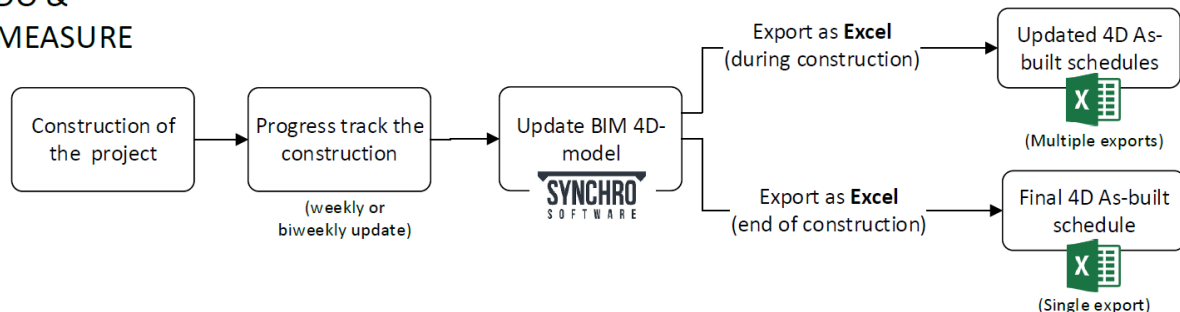 DO &
MEASURE
Construction of
the project
Progress track the
construction
(weekly or
biweekly update)
Update BIM 4D-
model
SYNCHRO
SOFTWARE
Export as Excel
(during construction)
Updated 4D As-
built schedules
X
(Multiple exports)
Export as Excel
(end of construction)
Final 4D As-built
schedule
X
(Single export)